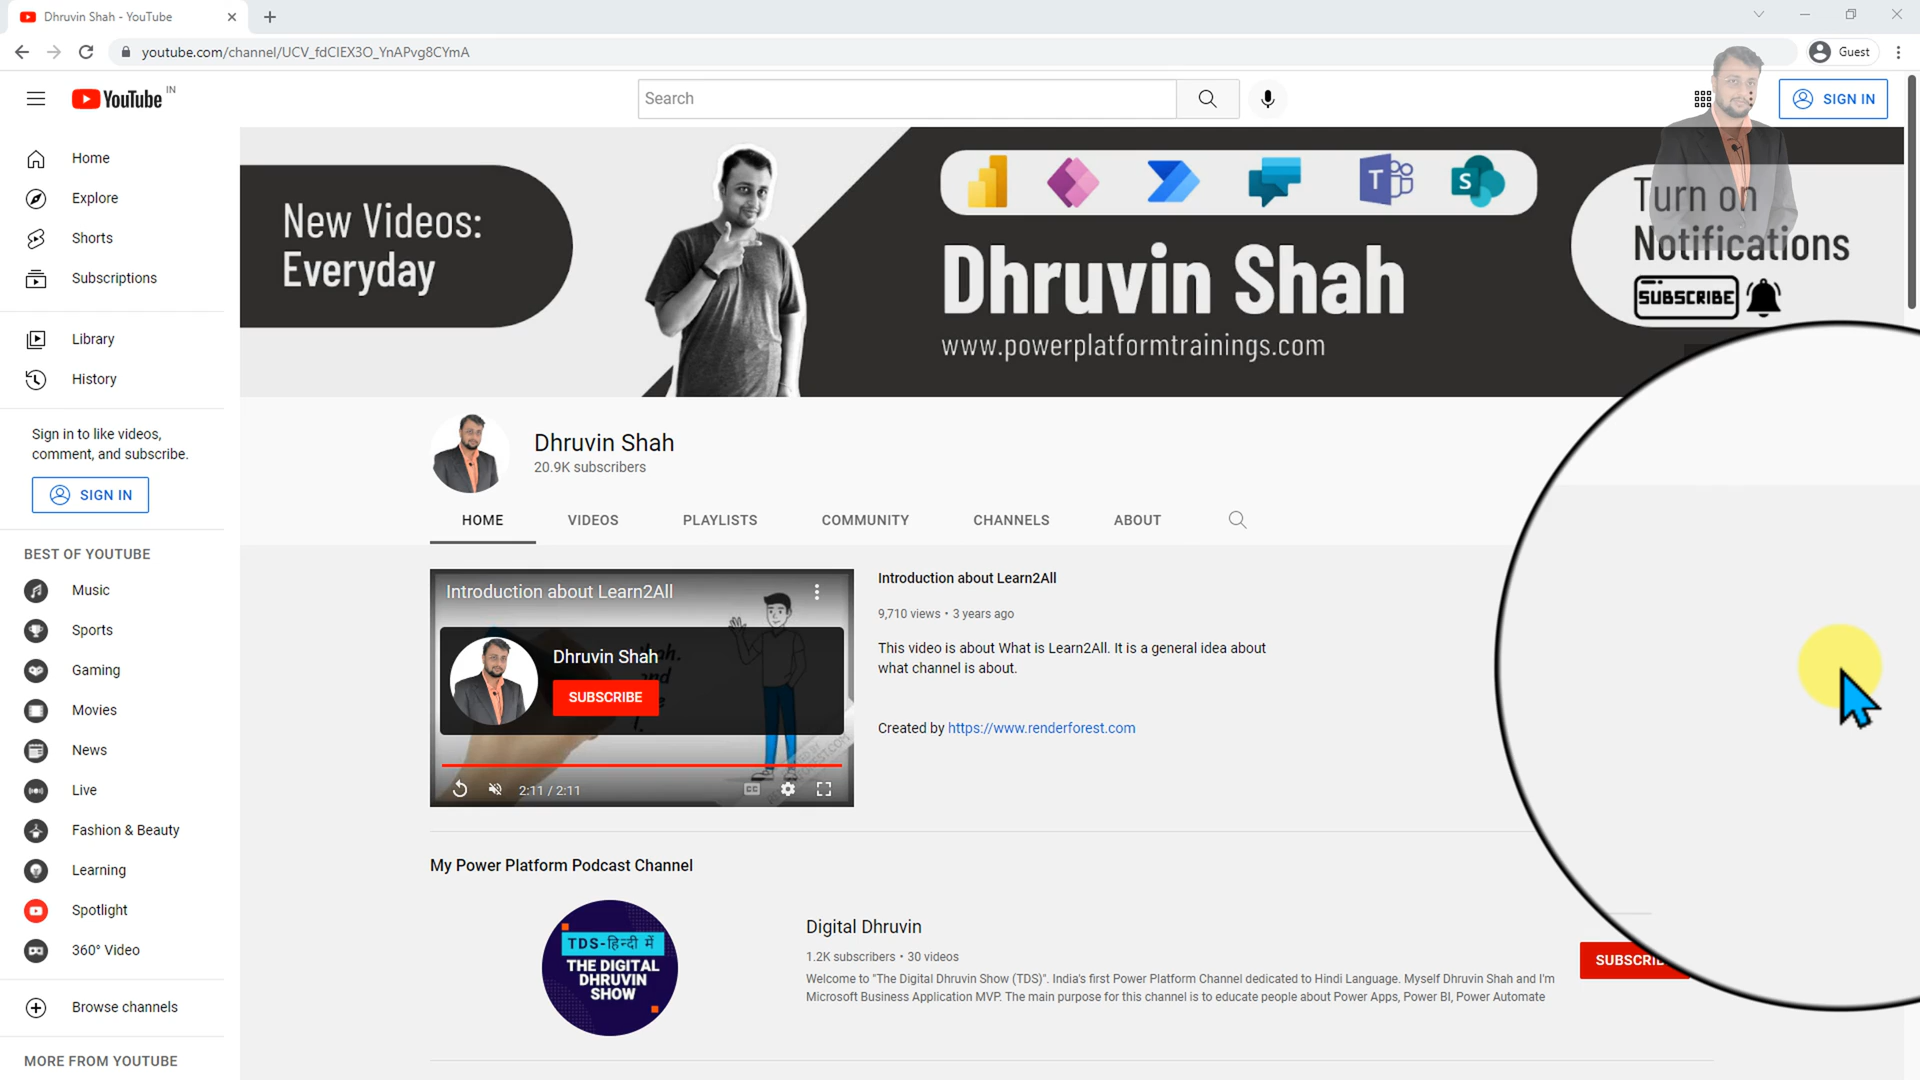 Dhruvin Shah - YouTube
youtube.com/channel/UCV_fdCIEX3O_YnAPvg8CYmA
Guest
YouTube IN
Search
SIGN IN
Home
Explore
Shorts
Subscriptions
Library
History
Sign in to like videos,
comment, and subscribe.
SIGN IN
BEST OF YOUTUBE
Music
Sports
Gaming
Movies
News
Live
Fashion & Beauty
Learning
Spotlight
360° Video
Browse channels
MORE FROM YOUTUBE
New Videos:
Everyday
T
S
Dhruvin Shah
www.powerplatformtrainings.com
Turn on
Notifications
SUBSCRIBE
Dhruvin Shah
20.9K subscribers
HOME
VIDEOS
PLAYLISTS
COMMUNITY
CHANNELS
ABOUT
Introduction about Learn2All
Dhruvin Shah
SUBSCRIBE
2:11 / 2:11
CC
Introduction about Learn2All
9,710 views • 3 years ago
This video is about What is Learn2All. It is a general idea about
what channel is about.
Created by https://www.renderforest.com
My Power Platform Podcast Channel
TDS-हिन्दी में
THE DIGITAL
DHRUVIN
SHOW
Digital Dhruvin
1.2K subscribers • 30 videos
Welcome to "The Digital Dhruvin Show (TDS)". India's first Power Platform Channel dedicated to Hindi Language. Myself Dhruvin Shah and I'm
Microsoft Business Application MVP. The main purpose for this channel is to educate people about Power Apps, Power BI, Power Automate